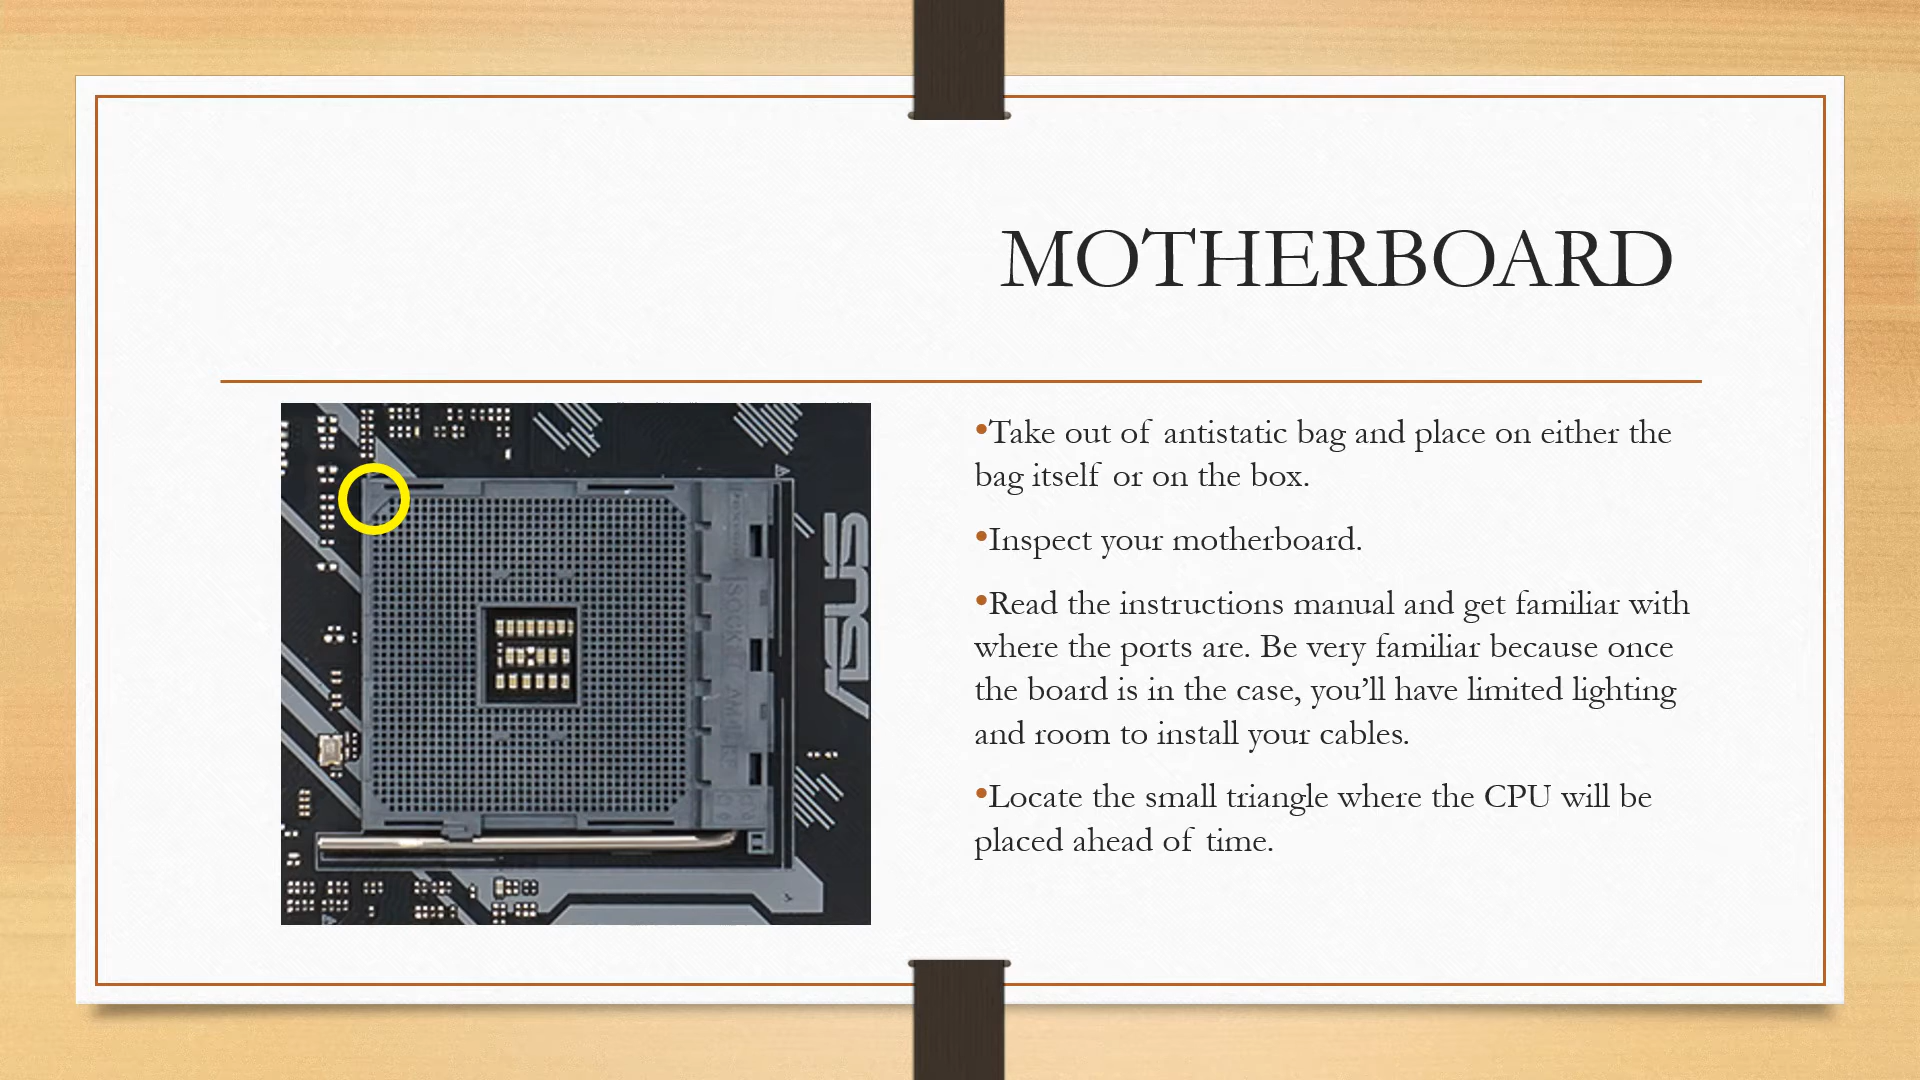 MOTHERBOARD
•Take out of antistatic bag and place on either the
bag itself or on the box.
•Inspect your motherboard.
•Read the instructions manual and get familiar with
where the ports are. Be very familiar because once
the board is in the case, you’ll have limited lighting
and room to install your cables.
•Locate the small triangle where the CPU will be
placed ahead of time.
ASUS
SOCKET AM4